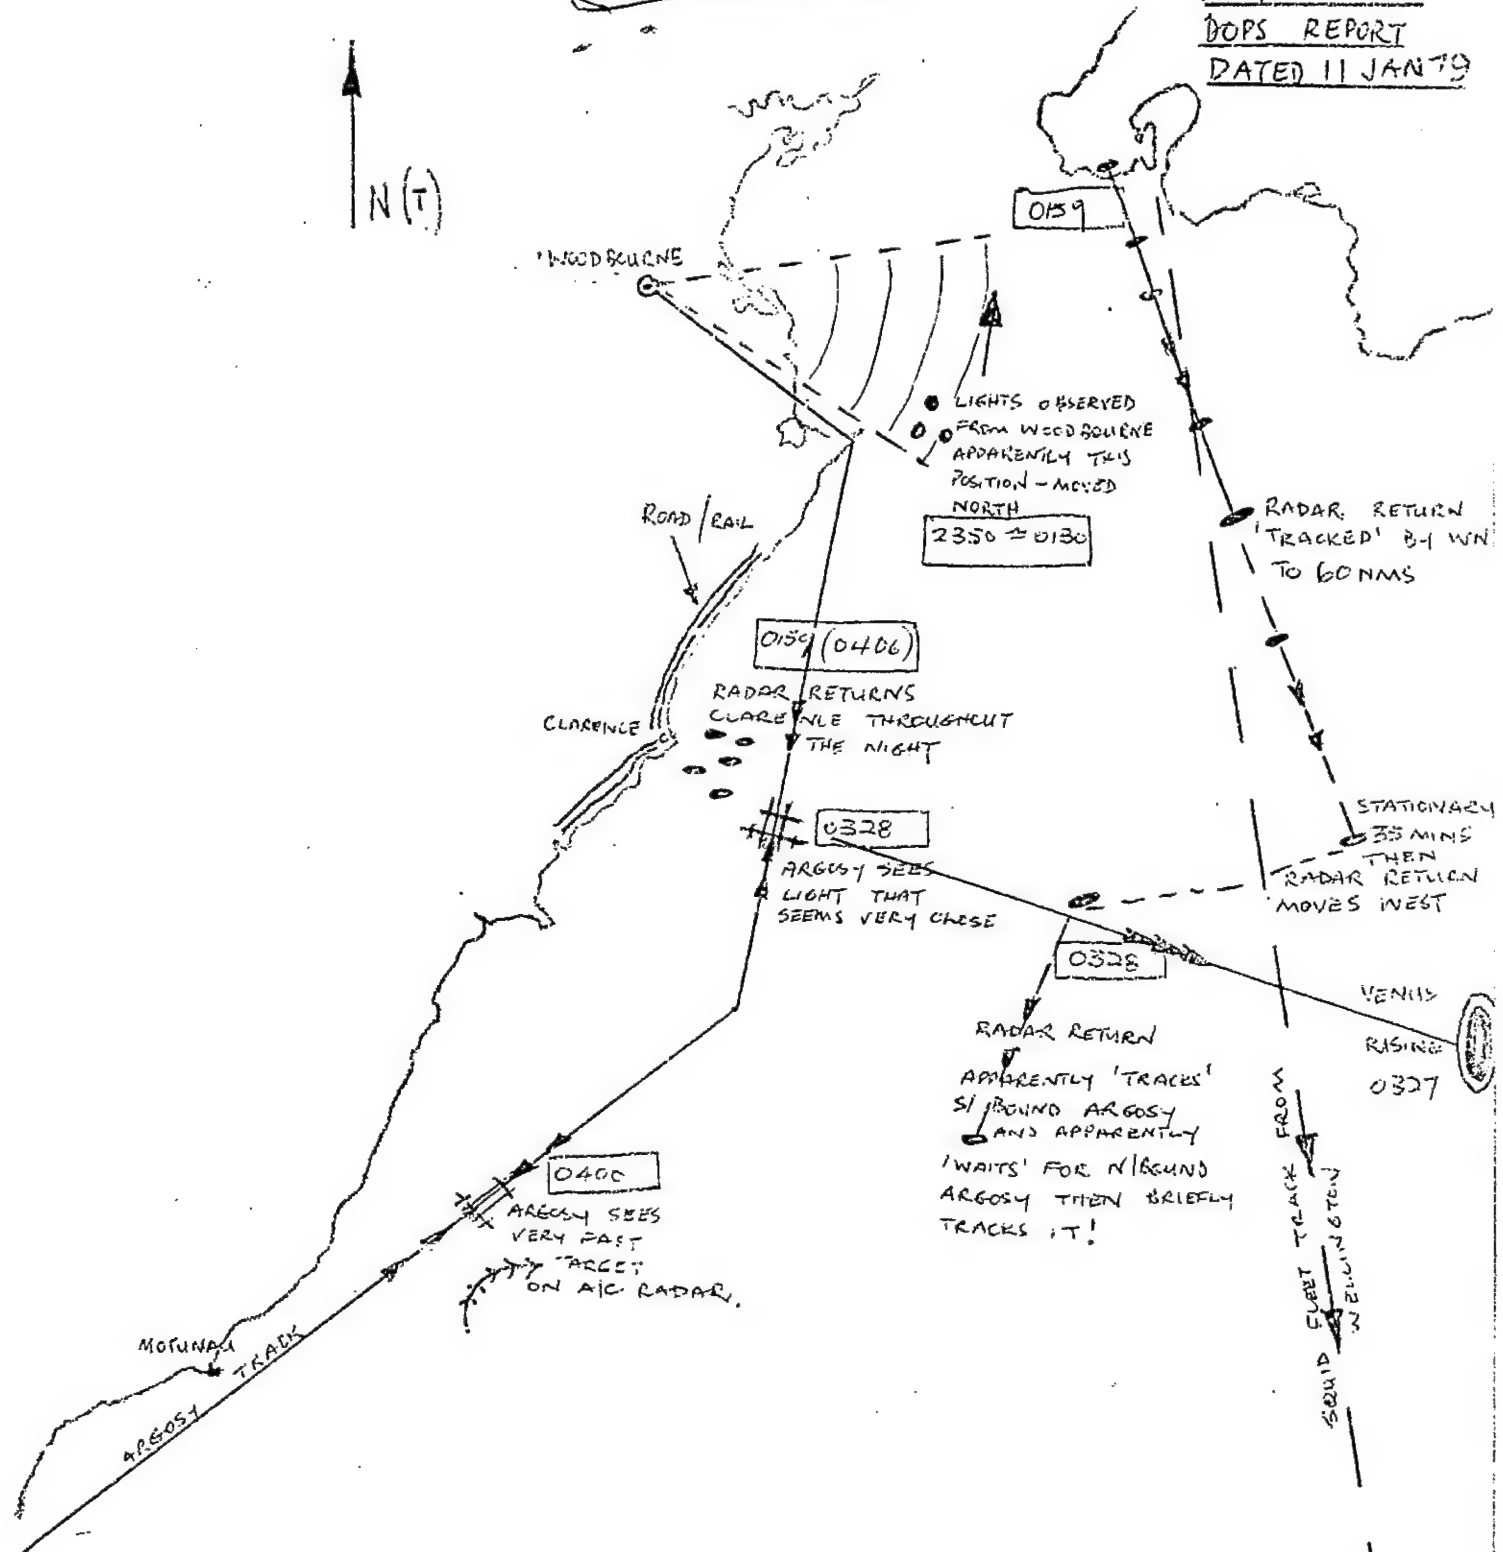 DOPS REPORT
DATED 11 JAN 79
N(T)
0159
WOODBOURNE
LIGHTS OBSERVED
FROM WOODBOURNE
APPARENTLY THIS
POSITION - MOVED
NORTH
2350 - 0130
ROAD/RAIL
RADAR RETURN
'TRACKED' BY WN
TO 60 NMS
0159 (0406)
RADAR RETURNS
CLARENCE THROUGHOUT
THE NIGHT
CLARENCE
0328
ARGOSY SEES
LIGHT THAT
SEEMS VERY CLOSE
STATIONARY
35 MINS
THEN
RADAR RETURN
MOVES WEST
0328
VENUS
RISING
0327
RADAR RETURN
APPARENTLY 'TRACKS'
S/BOUND ARGOSY
AND APPARENTLY
'WAITS' FOR N/BOUND
ARGOSY THEN BRIEFLY
TRACKS IT!
0400
ARGOSY SEES
VERY FAST
TARGET
ON A/C RADAR.
MOTUNAU
ARGOSY TRACK
SQUID FLEET TRACK FROM
WELLINGTON